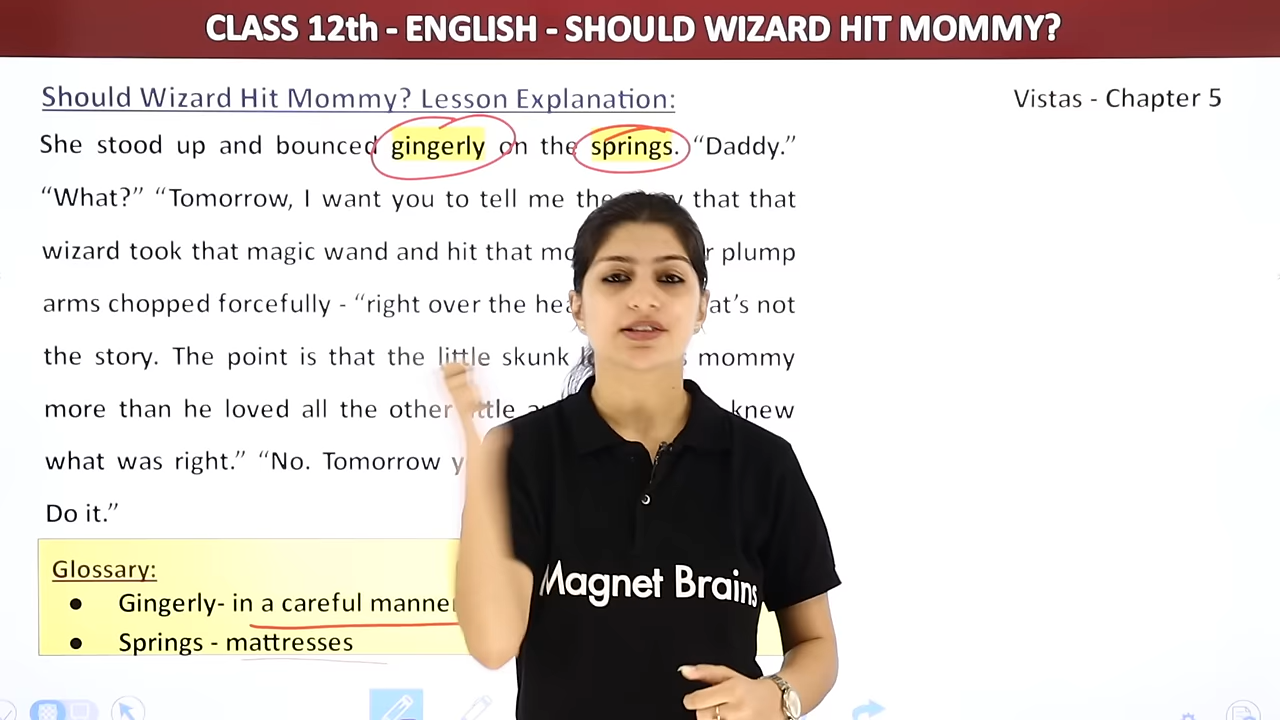 CLASS 12th - ENGLISH - SHOULD WIZARD HIT MOMMY?
Should Wizard Hit Mommy? Lesson Explanation:
Vistas - Chapter 5
She stood up and bounced gingerly on the springs. “Daddy.”
“What?” “Tomorrow, I want you to tell me the that that
wizard took that magic wand and hit that plump
arms chopped forcefully - “right over the not
the story. The point is that the little skunk mommy
more than he loved all the other little knew
what was right.” “No. Tomorrow
Do it.”
Glossary:
● Gingerly- in a careful manner
● Springs - mattresses
Magnet Brains